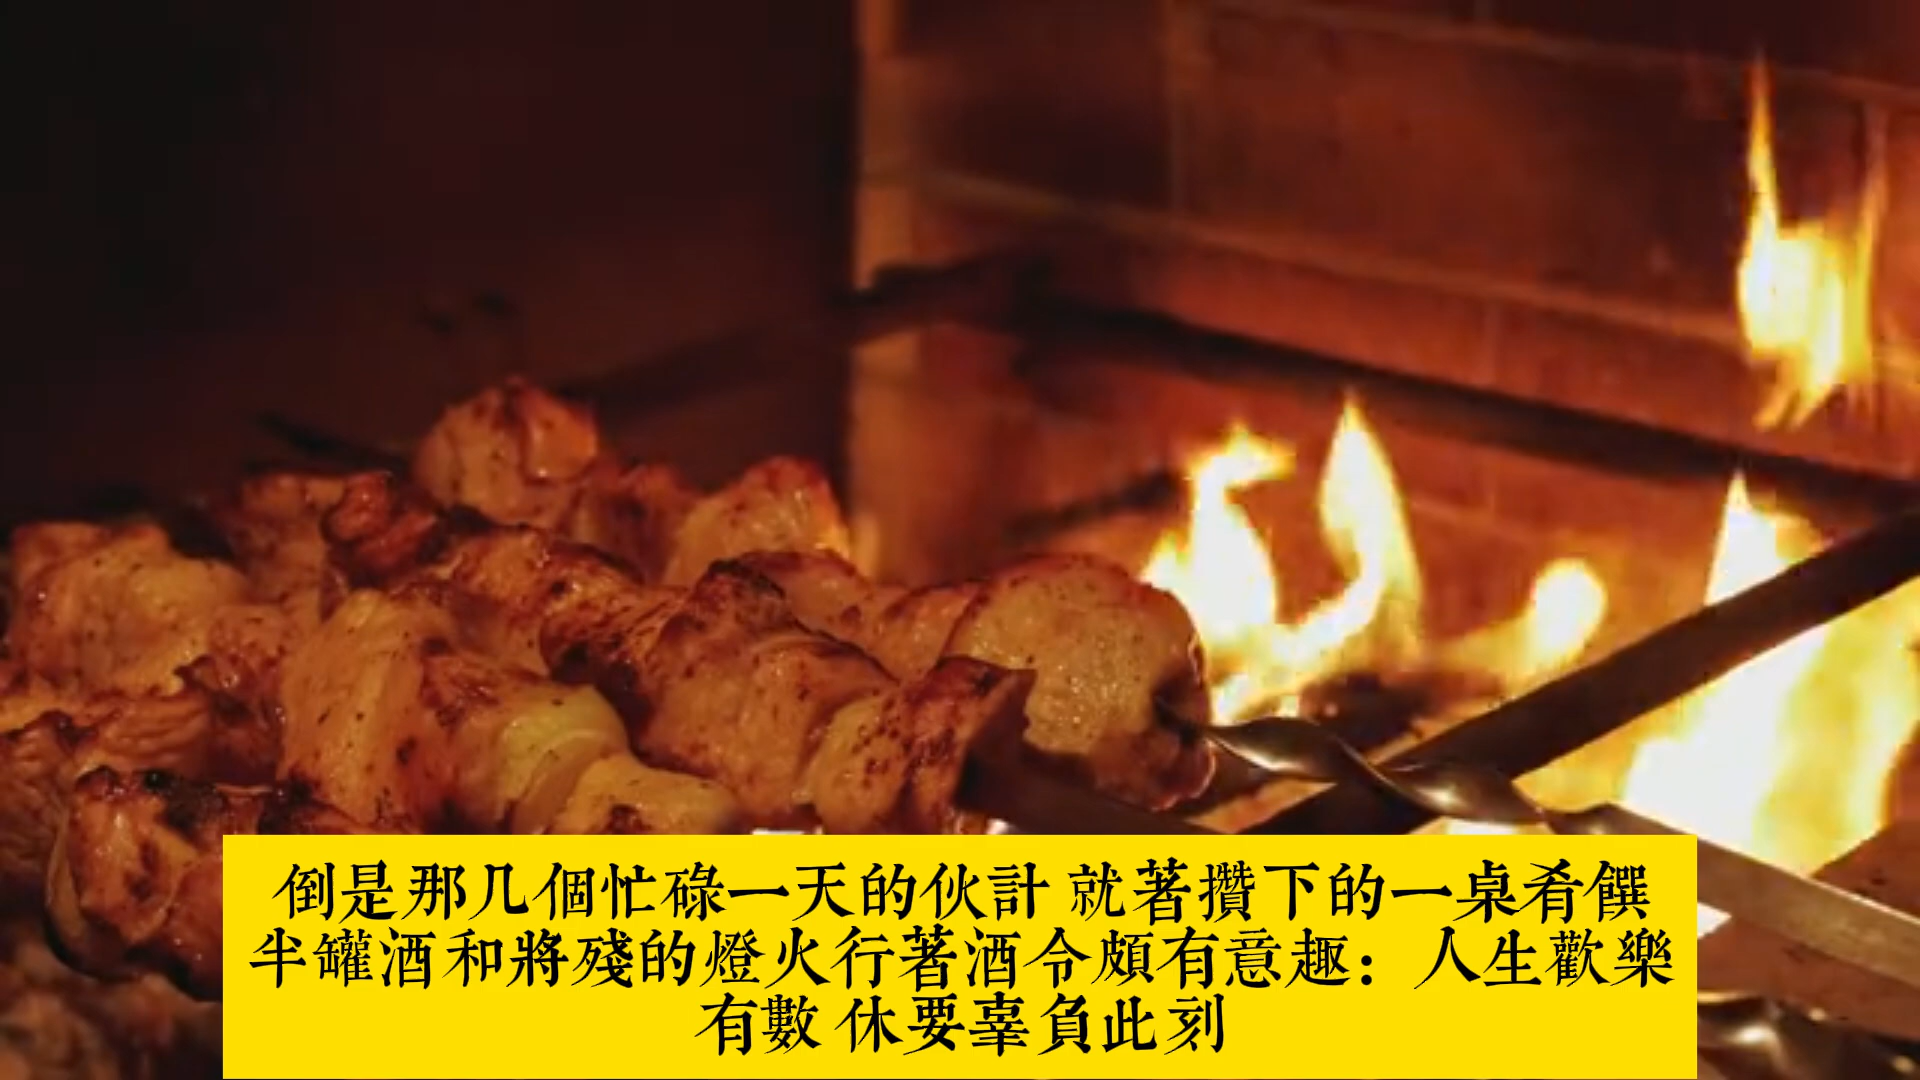 倒是那几個忙碌一天的伙計 就著攢下的一桌肴饌
半罐酒和將殘的燈火行著酒令頗有意趣：人生歡樂
有數 休要辜負此刻